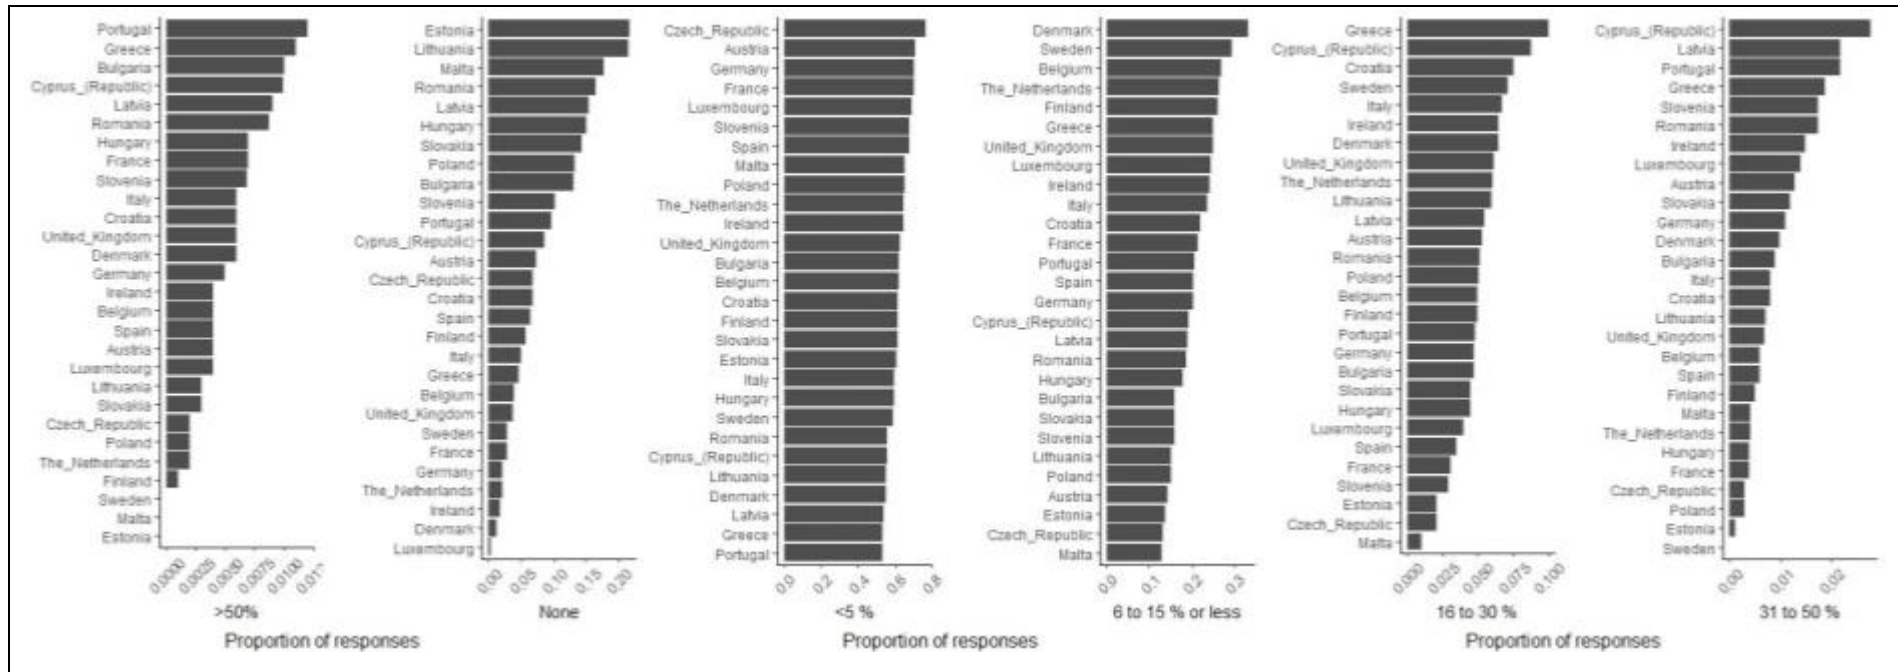 Portugal
Greece
Bulgaria
Cyprus_(Republic)
Latvia
Romania
Hungary
France
Slovenia
Italy
Croatia
United_Kingdom
Denmark
Germany
Ireland
Belgium
Spain
Austria
Luxembourg
Lithuania
Slovakia
Czech_Republic
Poland
The_Netherlands
Finland
Sweden
Malta
Estonia
0.0000 0.0025 0.0050 0.0075 0.0100
>50%
Estonia
Lithuania
Malta
Romania
Latvia
Hungary
Slovakia
Poland
Bulgaria
Slovenia
Portugal
Cyprus_(Republic)
Austria
Czech_Republic
Croatia
Spain
Finland
Italy
Greece
Belgium
United_Kingdom
Sweden
France
Germany
The_Netherlands
Ireland
Denmark
Luxembourg
0.00 0.05 0.10 0.15 0.20
None
Proportion of responses
Czech_Republic
Austria
Germany
France
Luxembourg
Slovenia
Spain
Malta
Poland
The_Netherlands
Ireland
United_Kingdom
Bulgaria
Belgium
Croatia
Finland
Slovakia
Estonia
Italy
Hungary
Sweden
Romania
Cyprus_(Republic)
Lithuania
Denmark
Latvia
Greece
Portugal
0.0 0.2 0.4 0.6 0.8
<5 %
Denmark
Sweden
Belgium
The_Netherlands
Finland
Greece
United_Kingdom
Luxembourg
Ireland
Italy
Croatia
France
Portugal
Spain
Germany
Cyprus_(Republic)
Latvia
Romania
Hungary
Bulgaria
Slovakia
Slovenia
Lithuania
Poland
Austria
Estonia
Czech_Republic
Malta
0.0 0.1 0.2 0.3
6 to 15 % or less
Proportion of responses
Greece
Cyprus_(Republic)
Croatia
Sweden
Italy
Ireland
Denmark
United_Kingdom
The_Netherlands
Lithuania
Latvia
Austria
Romania
Poland
Belgium
Finland
Portugal
Germany
Bulgaria
Slovakia
Hungary
Luxembourg
Spain
France
Slovenia
Estonia
Czech_Republic
Malta
0.000 0.025 0.050 0.075 0.100
16 to 30 %
Cyprus_(Republic)
Latvia
Portugal
Greece
Slovenia
Romania
Ireland
Luxembourg
Austria
Slovakia
Germany
Denmark
Bulgaria
Italy
Croatia
Lithuania
United_Kingdom
Belgium
Spain
Finland
Malta
The_Netherlands
Hungary
France
Czech_Republic
Poland
Estonia
Sweden
0.00 0.01 0.02
31 to 50 %
Proportion of responses